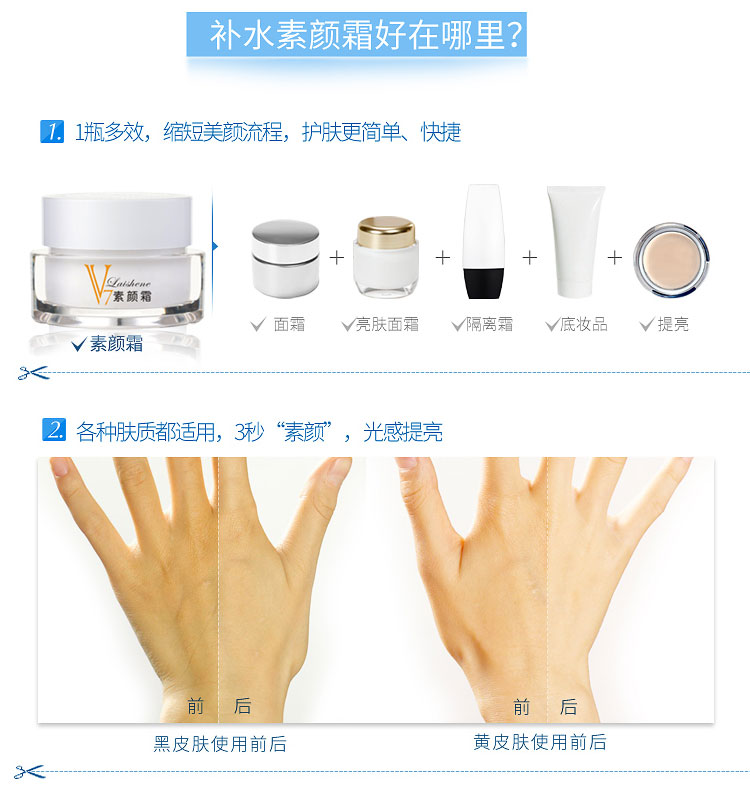 补水素颜霜好在哪里?
1. 1瓶多效，缩短美颜流程，护肤更简单、快捷
V7
Laishene
素颜霜
素颜霜
面霜
亮肤面霜
隔离霜
底妆品
提亮
2. 各种肤质都适用，3秒“素颜”，光感提亮
前 后
前 后
黑皮肤使用前后
黄皮肤使用前后